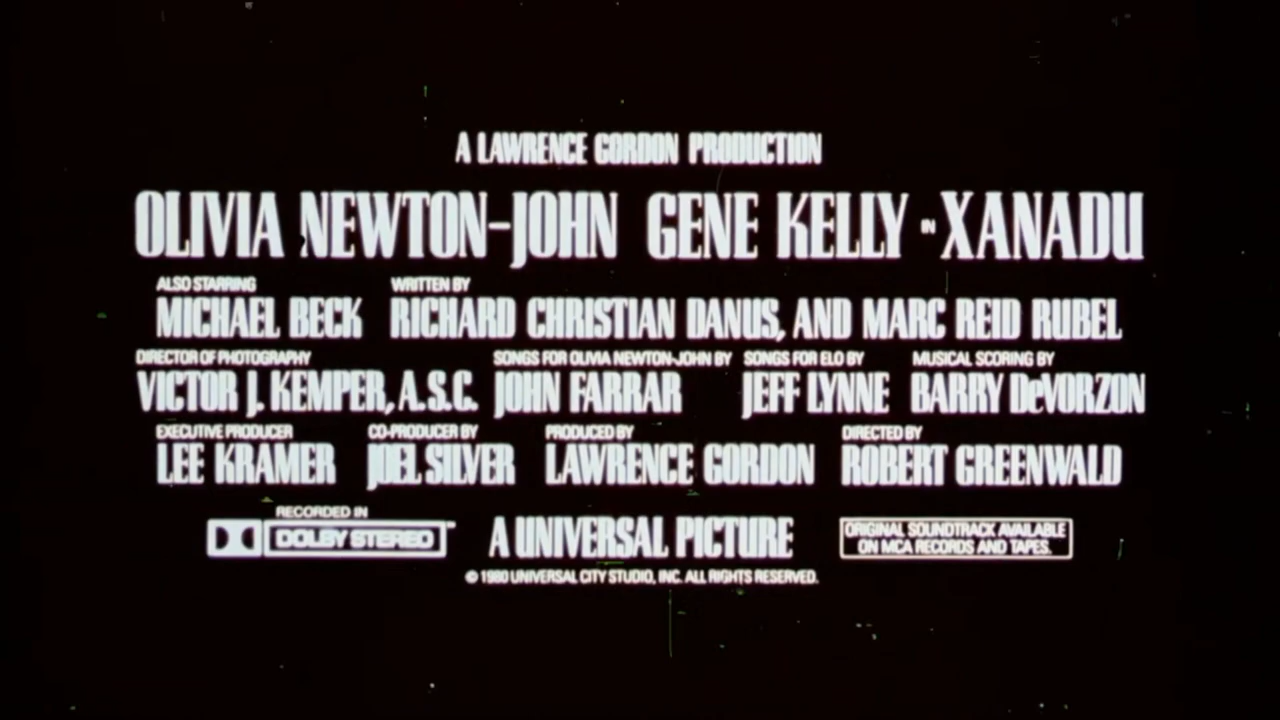 A LAWRENCE GORDON PRODUCTION
OLIVIA NEWTON-JOHN GENE KELLY IN XANADU
ALSO STARRING WRITTEN BY
MICHAEL BECK RICHARD CHRISTIAN DANUS, AND MARC REID RUBEL
DIRECTOR OF PHOTOGRAPHY SONGS FOR OLIVIA NEWTON-JOHN BY SONGS FOR ELO BY MUSICAL SCORING BY
VICTOR J. KEMPER, A.S.C. JOHN FARRAR JEFF LYNNE BARRY DeVORZON
EXECUTIVE PRODUCER CO-PRODUCER BY PRODUCED BY DIRECTED BY
LEE KRAMER JOEL SILVER LAWRENCE GORDON ROBERT GREENWALD
RECORDED IN
DOLBY STEREO™ A UNIVERSAL PICTURE
ORIGINAL SOUNDTRACK AVAILABLE
ON MCA RECORDS AND TAPES.
© 1980 UNIVERSAL CITY STUDIO, INC. ALL RIGHTS RESERVED.